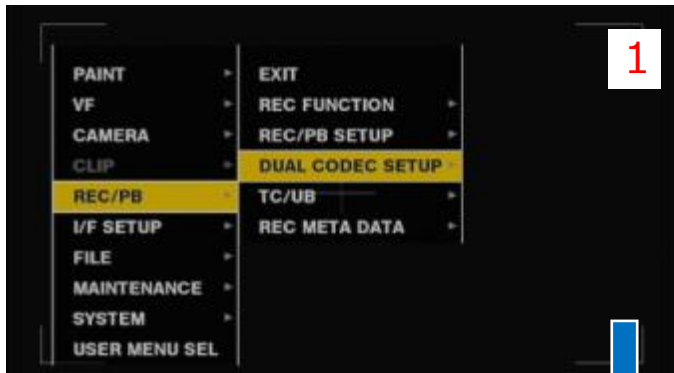 1
PAINT
VF
CAMERA
CLIP
REC/PB
I/F SETUP
FILE
MAINTENANCE
SYSTEM
USER MENU SEL
EXIT
REC FUNCTION
REC/PB SETUP
DUAL CODEC SETUP
TC/UB
REC META DATA